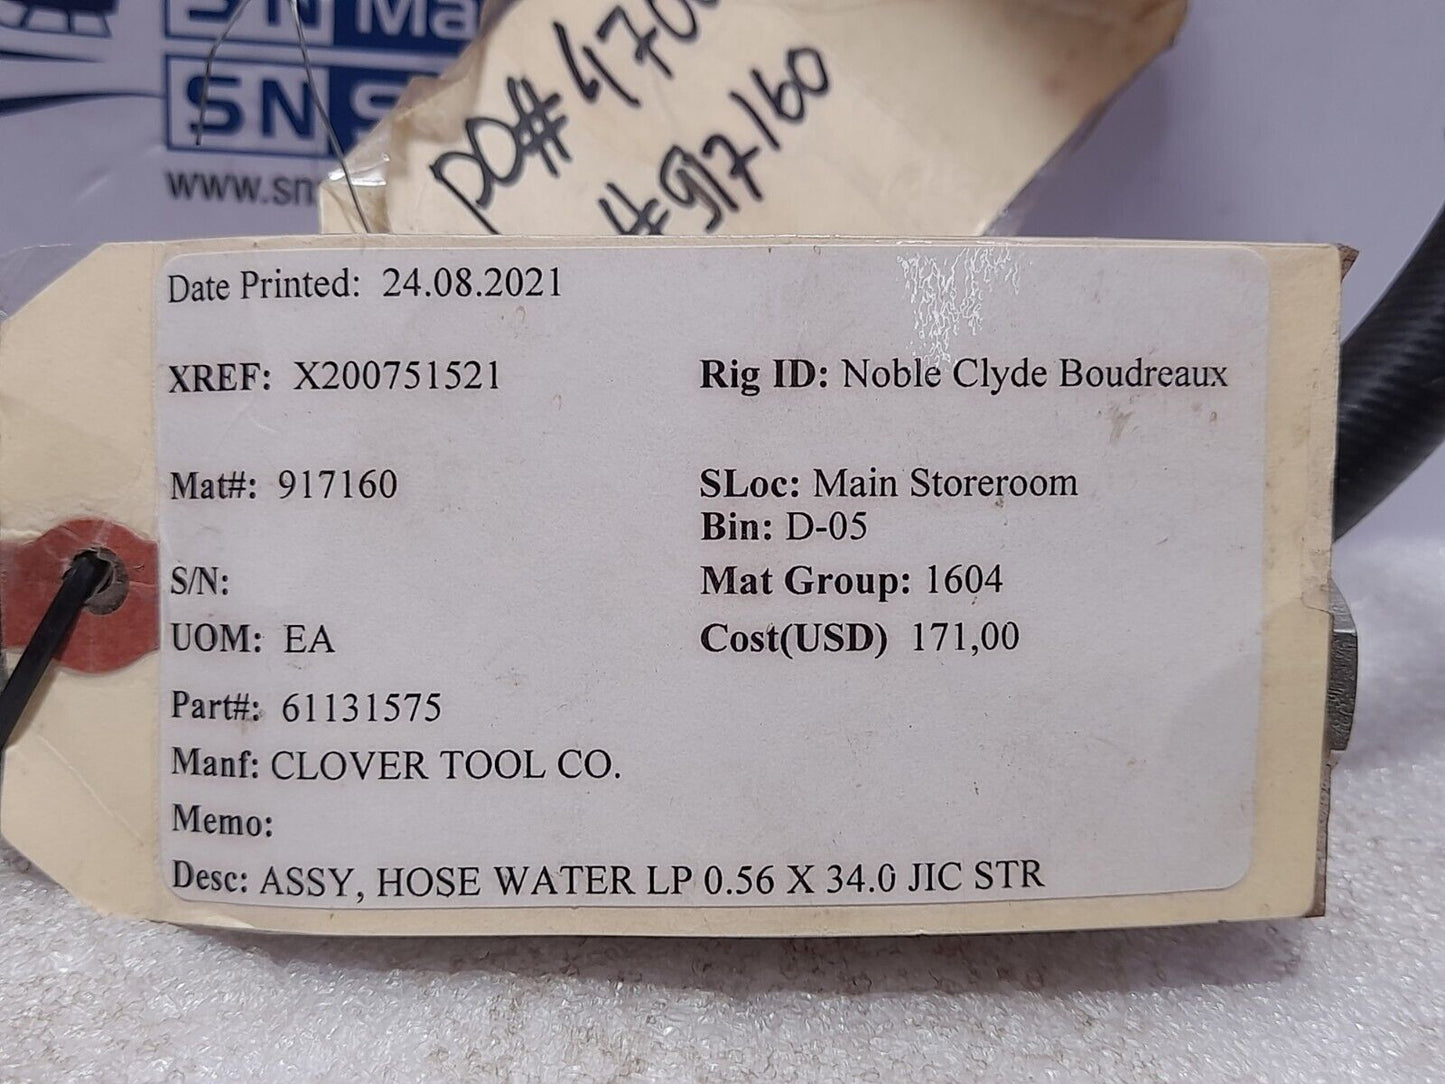 SN
SN
www.sn
PO# 470
#917160
Date Printed: 24.08.2021
XREF: X200751521
Rig ID: Noble Clyde Boudreaux
Mat#: 917160
SLoc: Main Storeroom
Bin: D-05
S/N:
Mat Group: 1604
UOM: EA
Cost(USD) 171,00
Part#: 61131575
Manf: CLOVER TOOL CO.
Memo:
Desc: ASSY, HOSE WATER LP 0.56 X 34.0 JIC STR